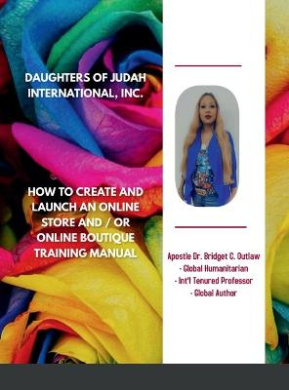 DAUGHTERS OF JUDAH
INTERNATIONAL, INC.
HOW TO CREATE AND
LAUNCH AN ONLINE
STORE AND / OR
ONLINE BOUTIQUE
TRAINING MANUAL
Apostle Dr. Bridget C. Outlaw
- Global Humanitarian
- Int'l Tenured Professor
- Global Author